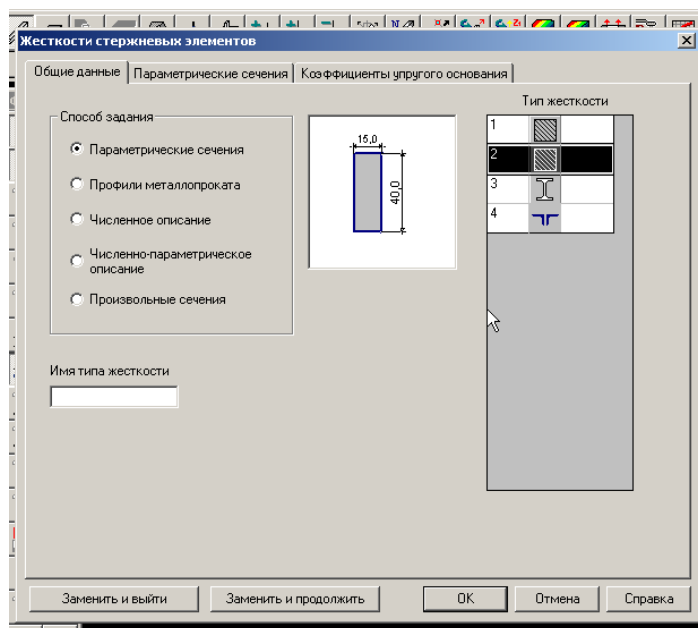 Жесткости стержневых элементов
Общие данные
Параметрические сечения
Коэффициенты упругого основания
Способ задания
Параметрические сечения
Профили металлопроката
Численное описание
Численно-параметрическое
описание
Произвольные сечения
15,0
40,0
Тип жесткости
1
2
3
4
Имя типа жесткости
Заменить и выйти
Заменить и продолжить
OK
Отмена
Справка